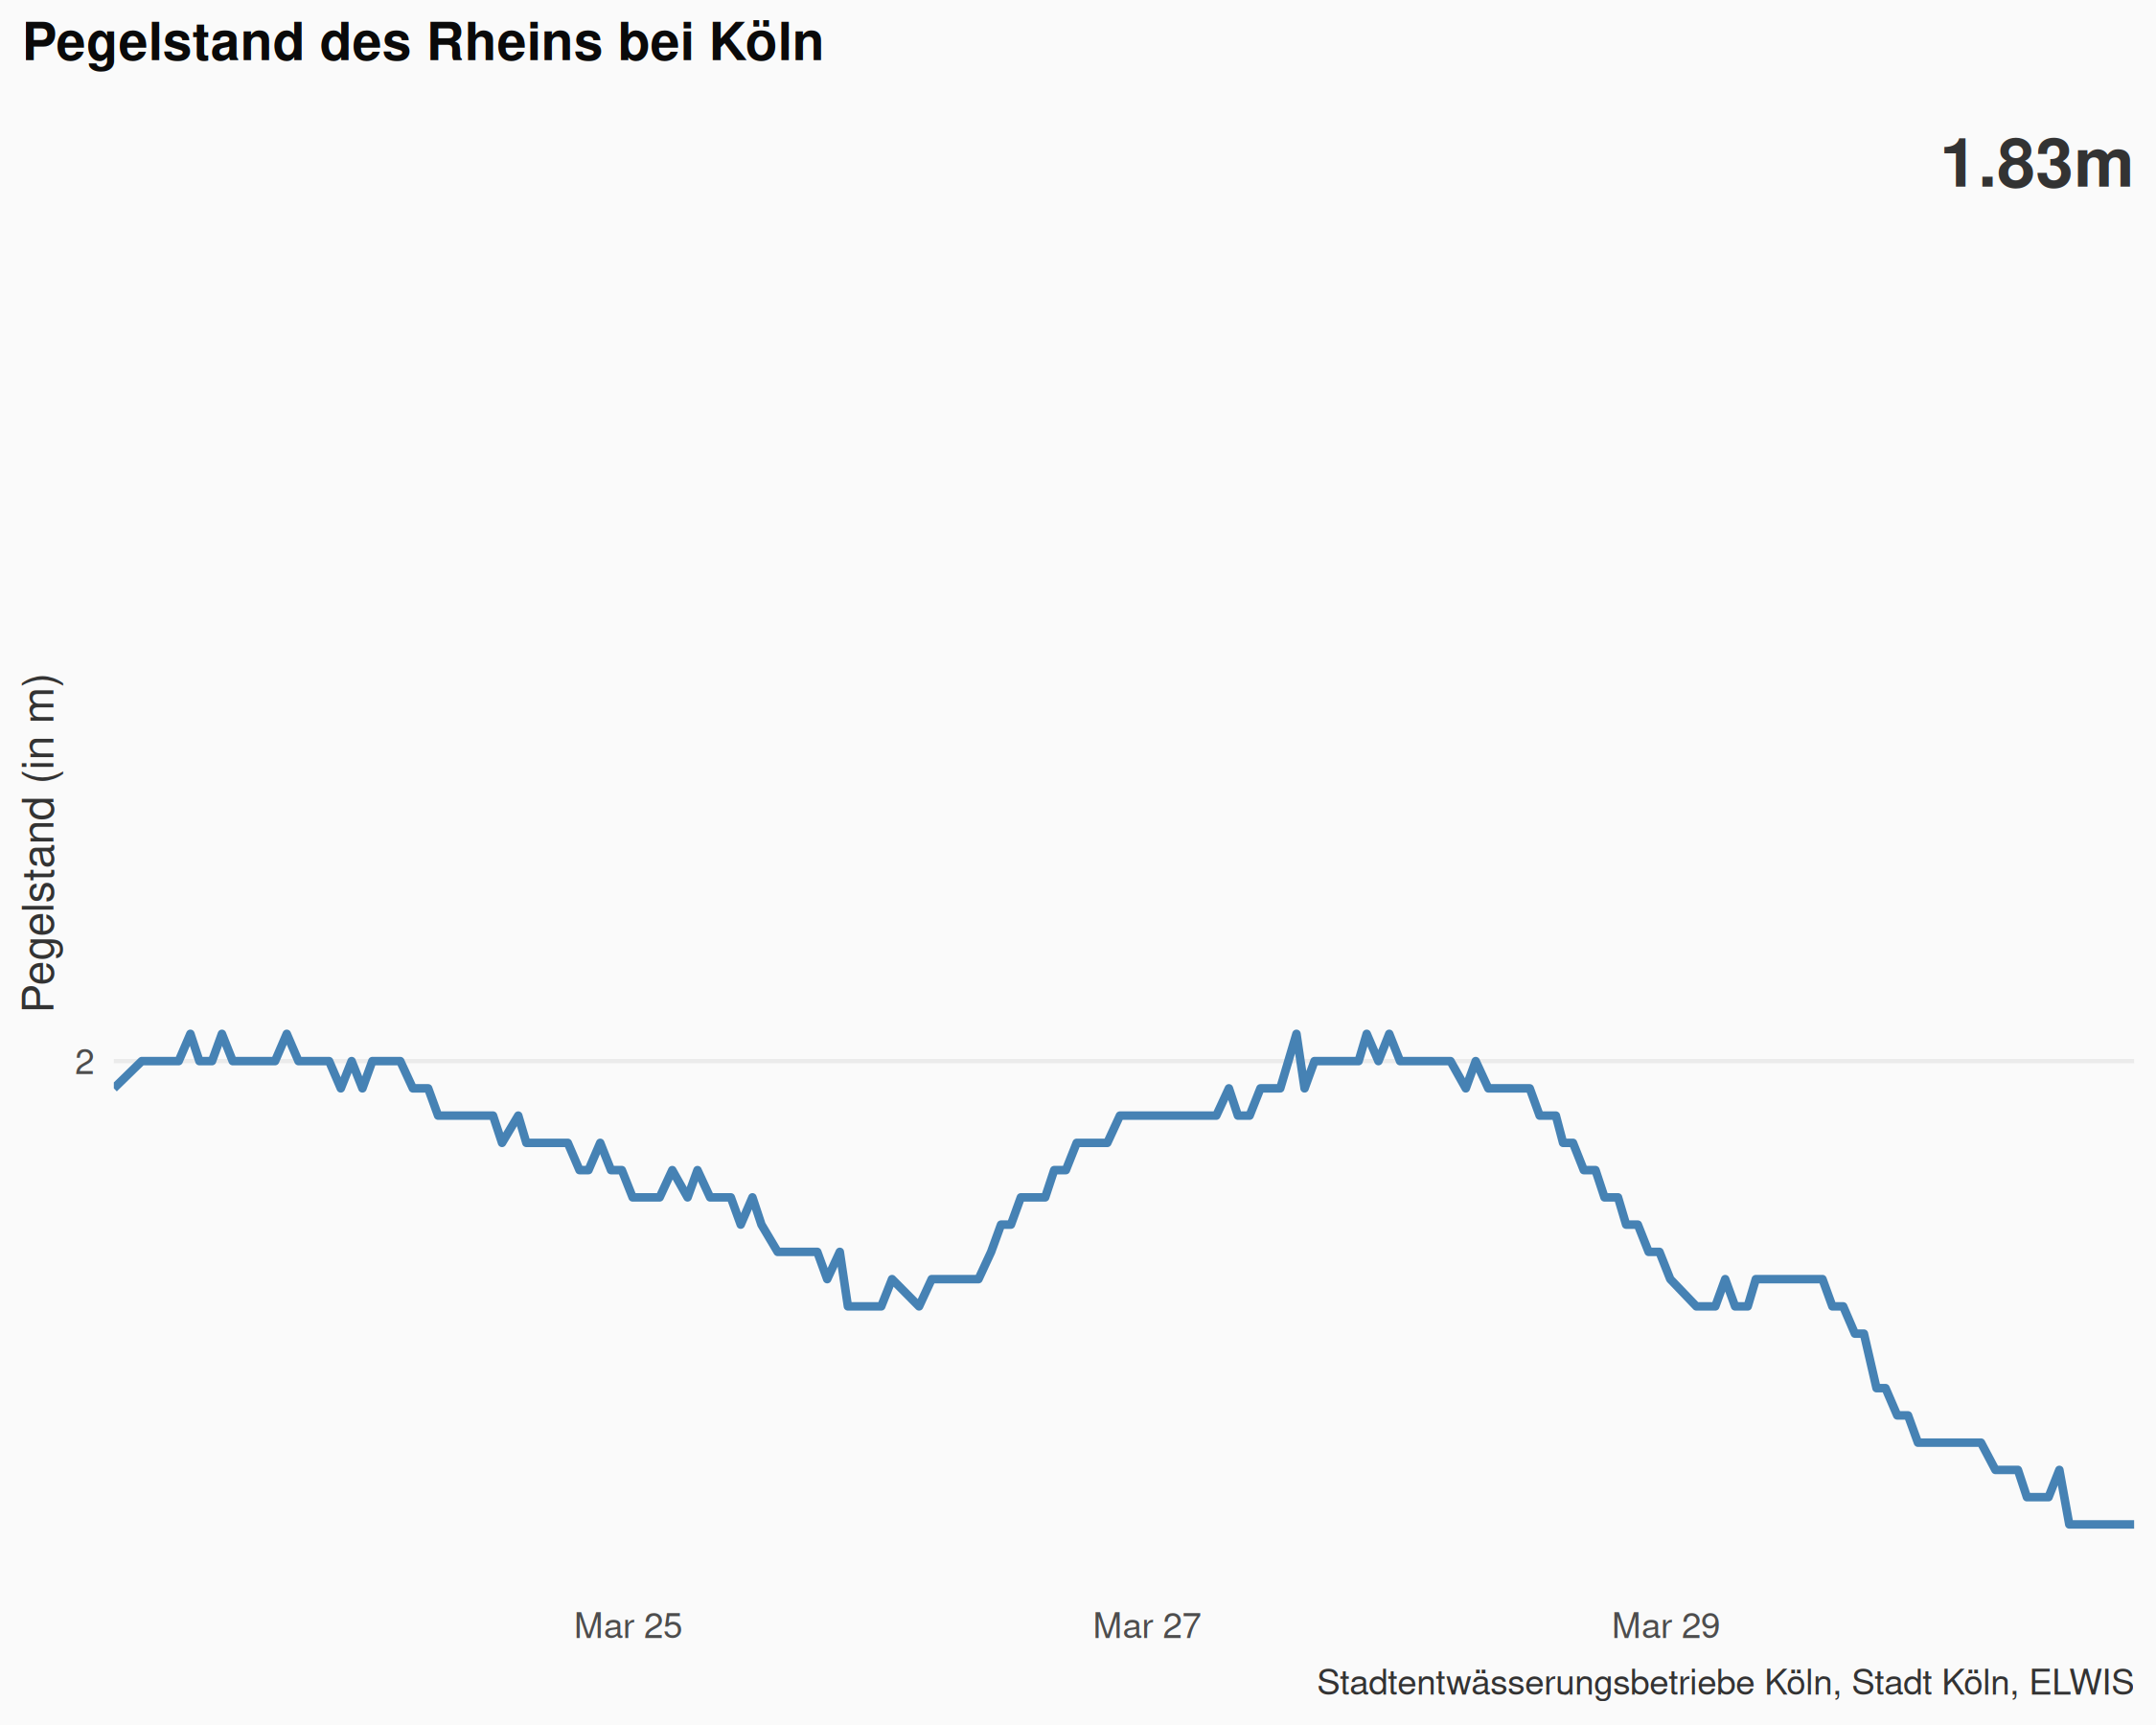 Pegelstand des Rheins bei Köln
1.83m
Pegelstand (in m)
2
Mar 25
Mar 27
Mar 29
Stadtentwässerungsbetriebe Köln, Stadt Köln, ELWIS